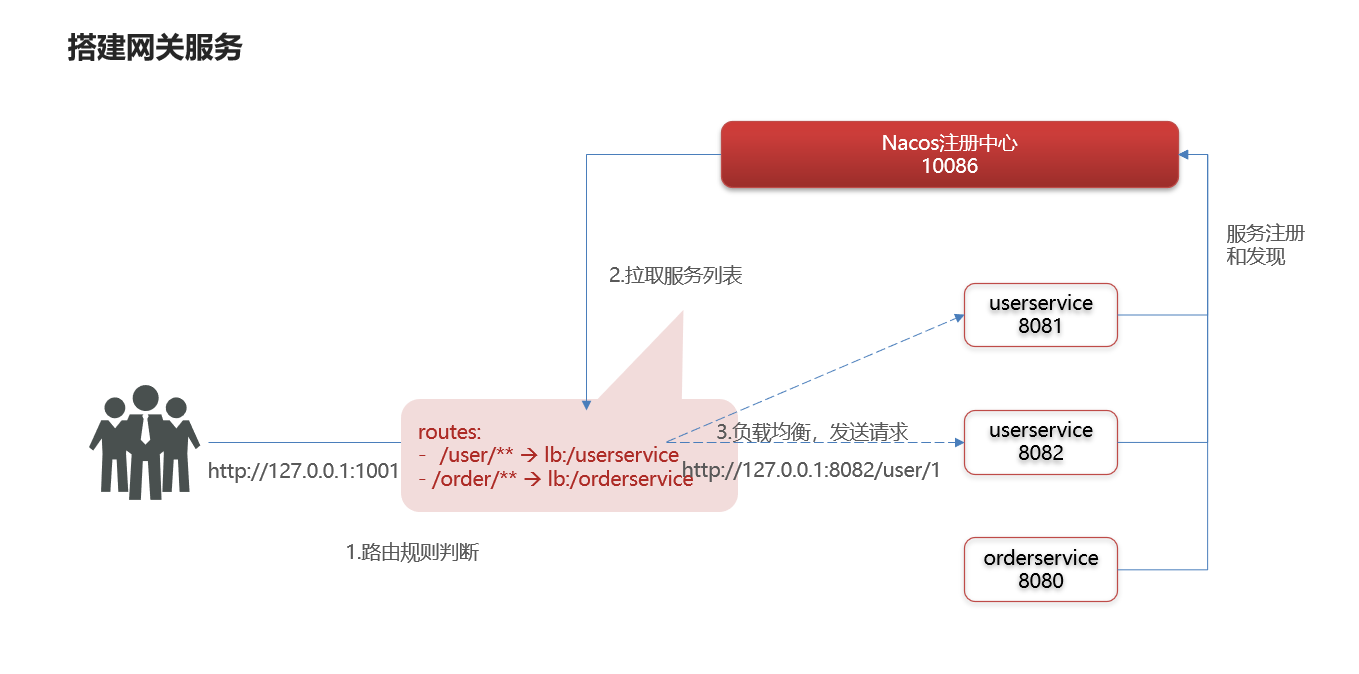 搭建网关服务
Nacos注册中心
10086
服务注册
和发现
2.拉取服务列表
userservice
8081
routes:
- /user/** → lb:/userservice
- /order/** → lb:/orderservice
3.负载均衡，发送请求
userservice
8082
http://127.0.0.1:1001
http://127.0.0.1:8082/user/1
1.路由规则判断
orderservice
8080